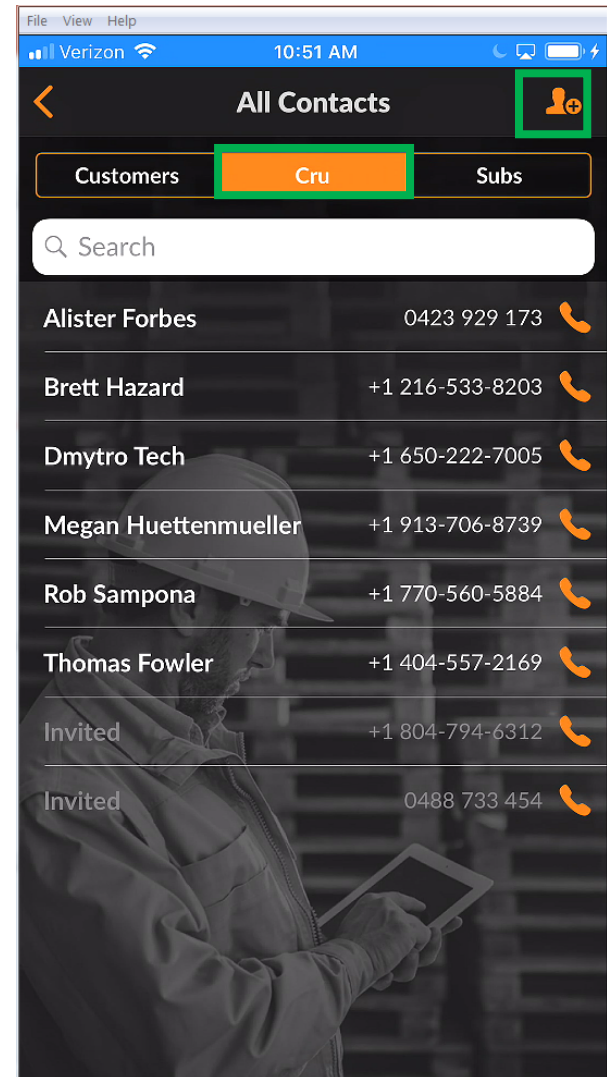 File View Help
Verizon 10:51 AM
All Contacts
Customers Cru Subs
Search
Alister Forbes 0423 929 173
Brett Hazard +1 216-533-8203
Dmytro Tech +1 650-222-7005
Megan Huettenmueller +1 913-706-8739
Rob Sampona +1 770-560-5884
Thomas Fowler +1 404-557-2169
Invited +1 804-794-6312
Invited 0488 733 454